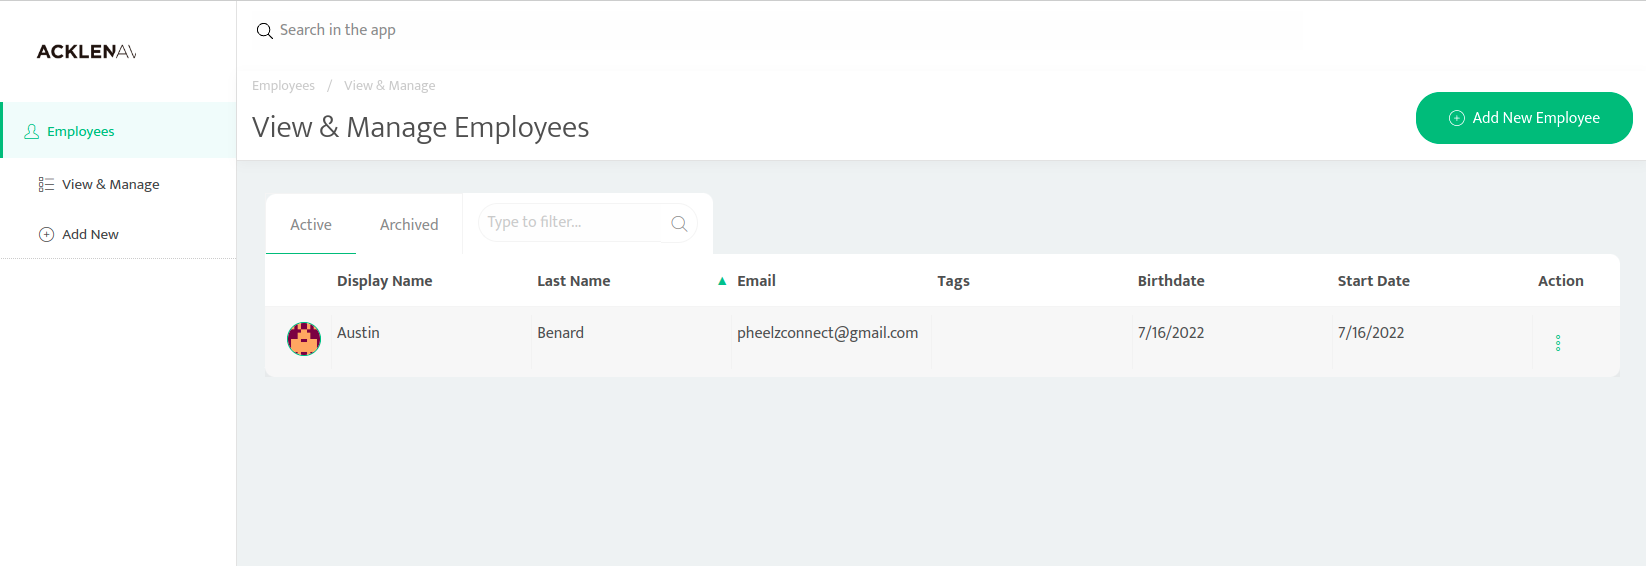 ACKLENAV
Search in the app
Employees / View & Manage
View & Manage Employees
Add New Employee
Employees
View & Manage
Add New
Active Archived Type to filter...
Display Name Last Name ▲ Email Tags Birthdate Start Date Action
Austin Benard pheelzconnect@gmail.com 7/16/2022 7/16/2022